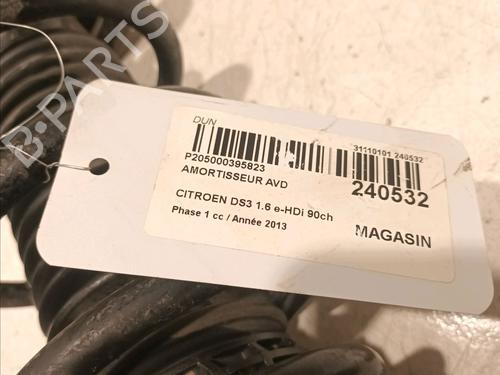 DUN
P205000395823
31110101 240532
AMORTISSEUR AVD
240532
CITROEN DS3 1.6 e-HDi 90ch
Phase 1 cc / Année 2013
MAGASIN
B-PARTS